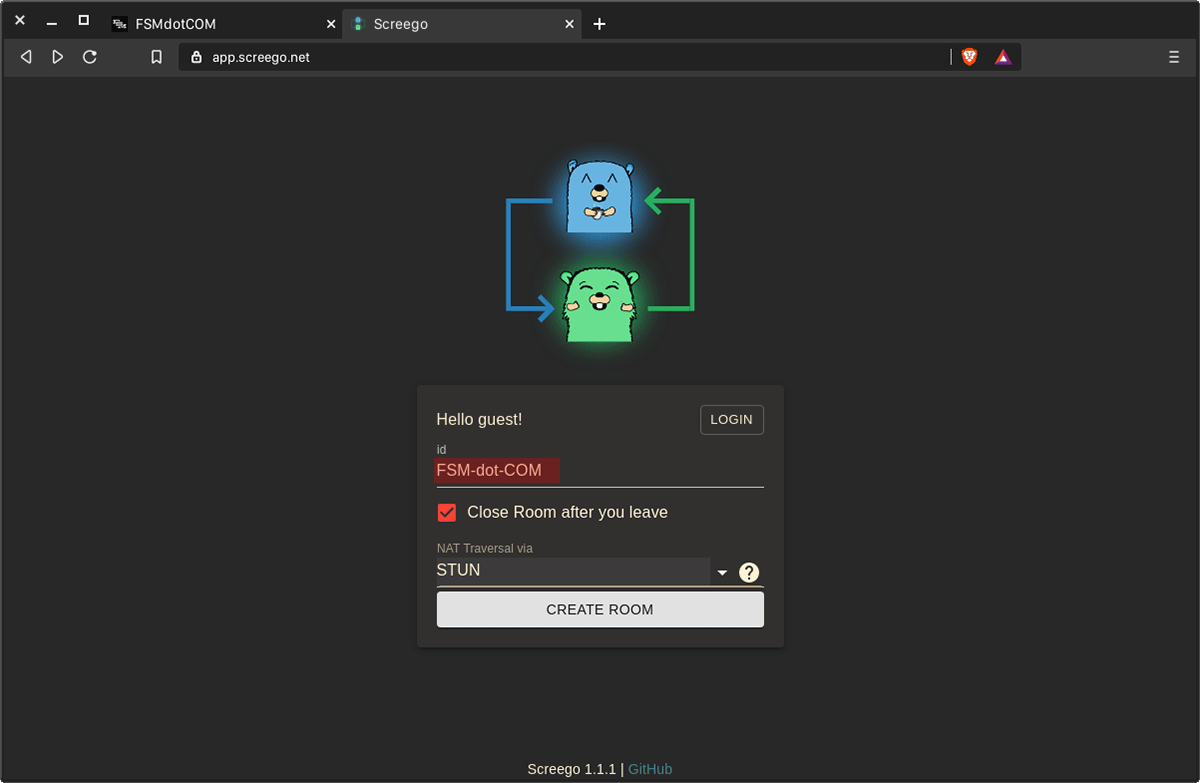 FSMdotCOM
Screego
app.screego.net
Hello guest!
LOGIN
id
FSM-dot-COM
Close Room after you leave
NAT Traversal via
STUN
?
CREATE ROOM
Screego 1.1.1 | GitHub